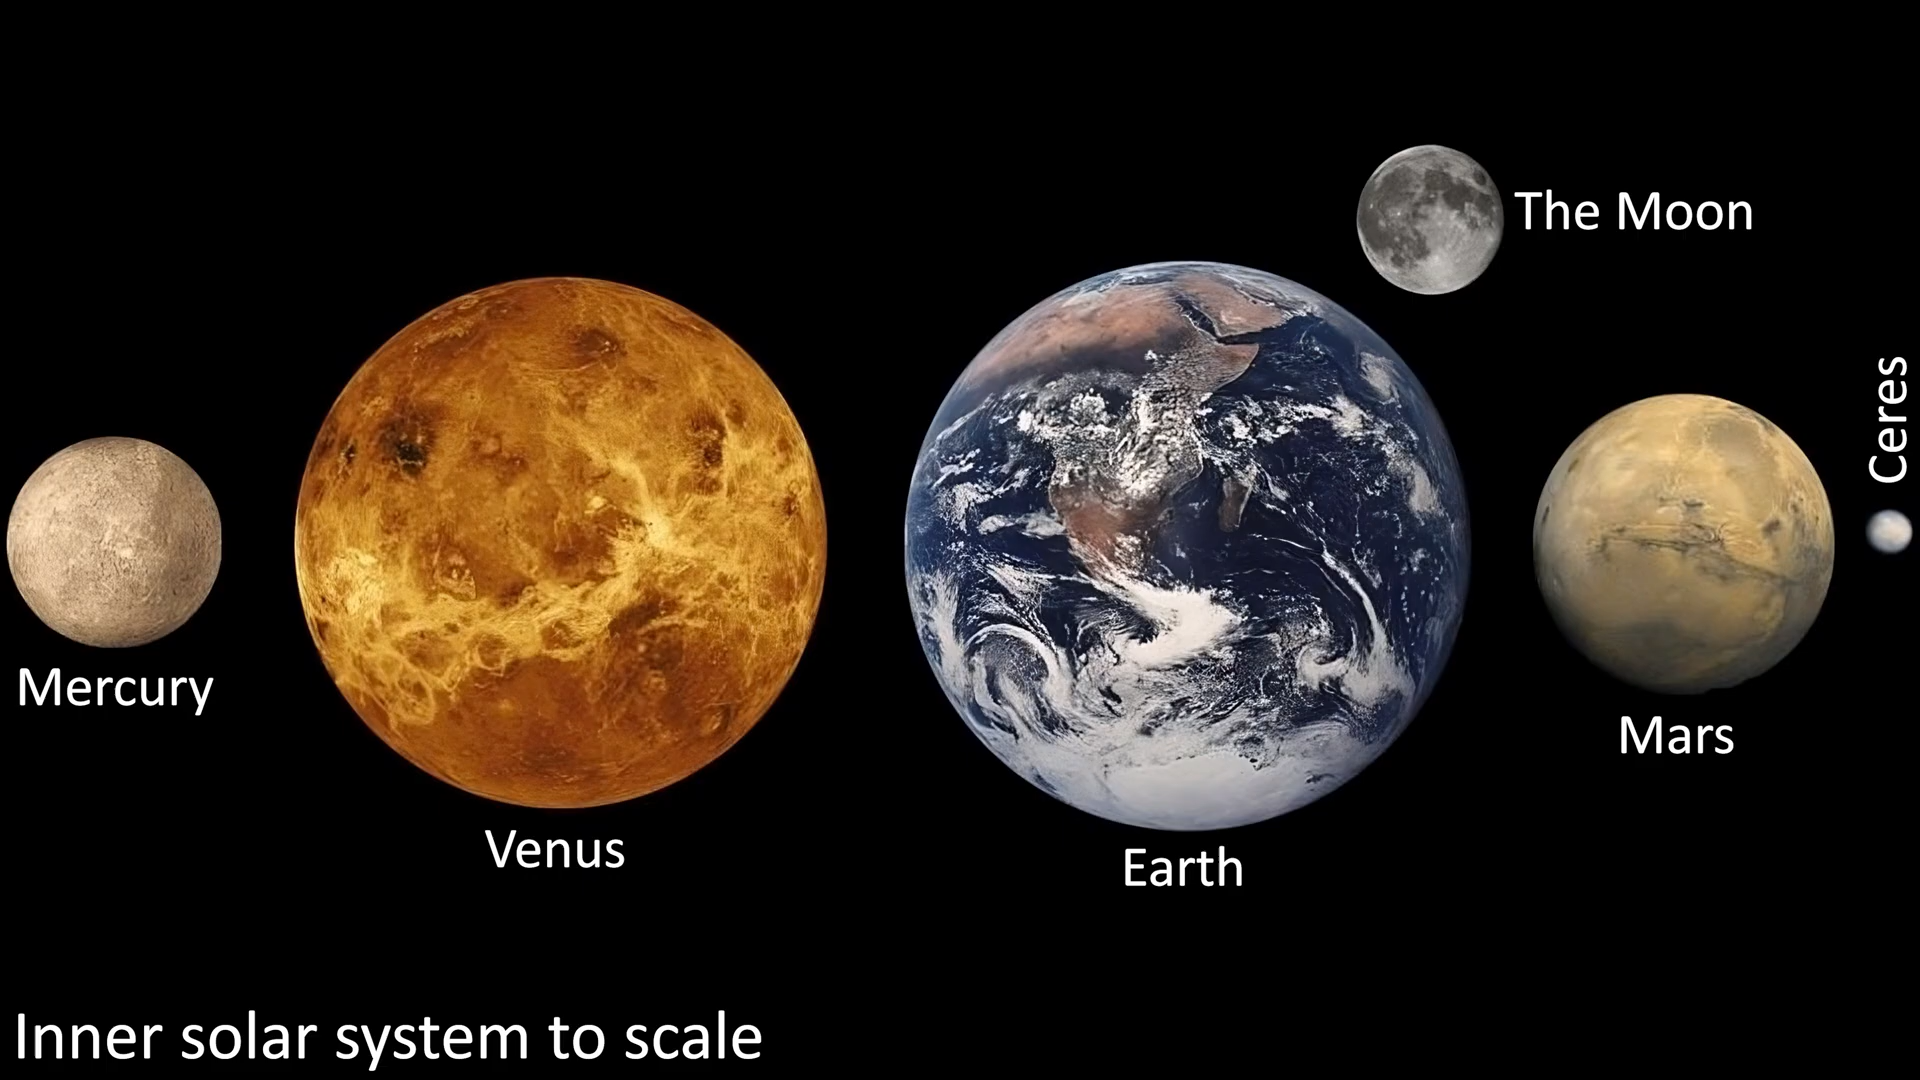 The Moon
Ceres
Mercury
Mars
Venus
Earth
Inner solar system to scale